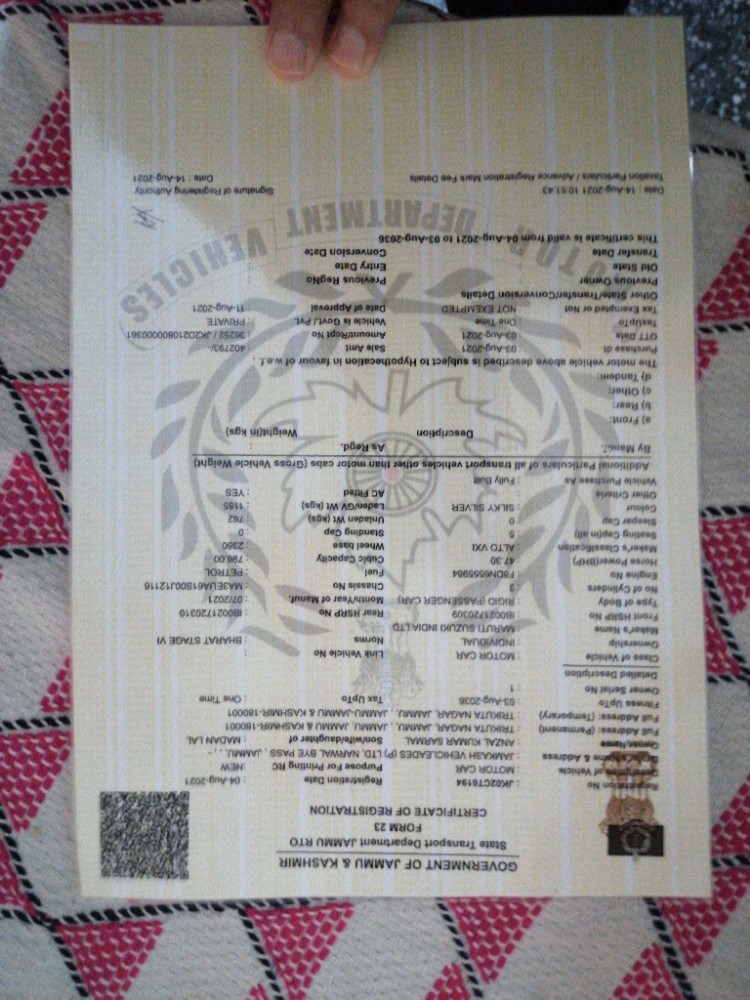 GOVERNMENT OF JAMMU & KASHMIR
State Transport Department JAMMU RTO
FORM 23
CERTIFICATE OF REGISTRATION
Registration No : JK02CT6194 Registration Date : 04-Aug-2021
Description of Vehicle : MOTOR CAR Purpose For Printing RC : NEW
Name & Address : JAMKASH VEHICLEADES (P) LTD, NARWAL BYE PASS , JAMMU, , , -
Owner Name : ANZAL KUMAR SARMAL Son/wife/daughter of : MADAN LAL
Full Address: (Permanent) : TRIKUTA NAGAR, JAMMU, , JAMMU, JAMMU & KASHMIR-180001
Full Address: (Temporary) : TRIKUTA NAGAR, JAMMU, , JAMMU-JAMMU & KASHMIR-180001
Fitness UpTo : 03-Aug-2036 Tax UpTo : One Time
Owner Serial No : 1
Detailed Description
Class of Vehicle : MOTOR CAR Link Vehicle No :
Ownership : INDIVIDUAL Norms : BHARAT STAGE VI
Maker's Name : MARUTI SUZUKI INDIA LTD
Front HSRP No : IB0021720309 Rear HSRP No : IB0021720310
Type of Body : RIGID (PASSENGER CAR) Month/Year of Manuf. : 07/2021
No of Cylinders : 3 Chassis No : MA3EUA61S00J12116
Engine No : F8DN6555984 Fuel : PETROL
Horse Power(BHP) : 47.30 Cubic Capacity : 796.00
Maker's Classification : ALTO VXI Wheel base : 2360
Seating Cap(in all) : 5 Standing Cap : 0
Sleepar Cap : 0 Unladen Wt (kgs) : 762
Colour : SILKY SILVER Laden/GV Wt (kgs) : 1185
Other Criteria AC Fitted : YES
Vehicle Purchase As : Fully Built
Additional Particulars of all transport vehicles other than motor cabs (Gross Vehicle Weight)
By Manuf. As Regd.
Description Weight(in kgs)
a) Front:
b) Rear:
c) Other:
d) Tandem:
The motor vehicle above described is subject to Hypothecation in favour of w.e.f. .
Purchase dt : 03-Aug-2021 Sale Amt : 402793/-
OTT Date : 03-Aug-2021 Amount/Rcpt No : 36252 / JKCD210800000361
TaxUpTo : One Time Vehicle is Govt./ Pvt. : PRIVATE
Tax Exempted or Not : NOT EXEMPTED Date of Approval : 11-Aug-2021
Other State/Transfer/Conversion Details
Previous Owner Previous RegNo
Old State Entry Date
Transfer Date Conversion Date
This certificate is valid from 04-Aug-2021 to 03-Aug-2036
Date : 14-Aug-2021 10:51:43 Signature of Registering Authority
Taxation Particulars / Advance Registration Mark Fee Details Date : 14-Aug-2021
MOTOR VEHICLES DEPARTMENT